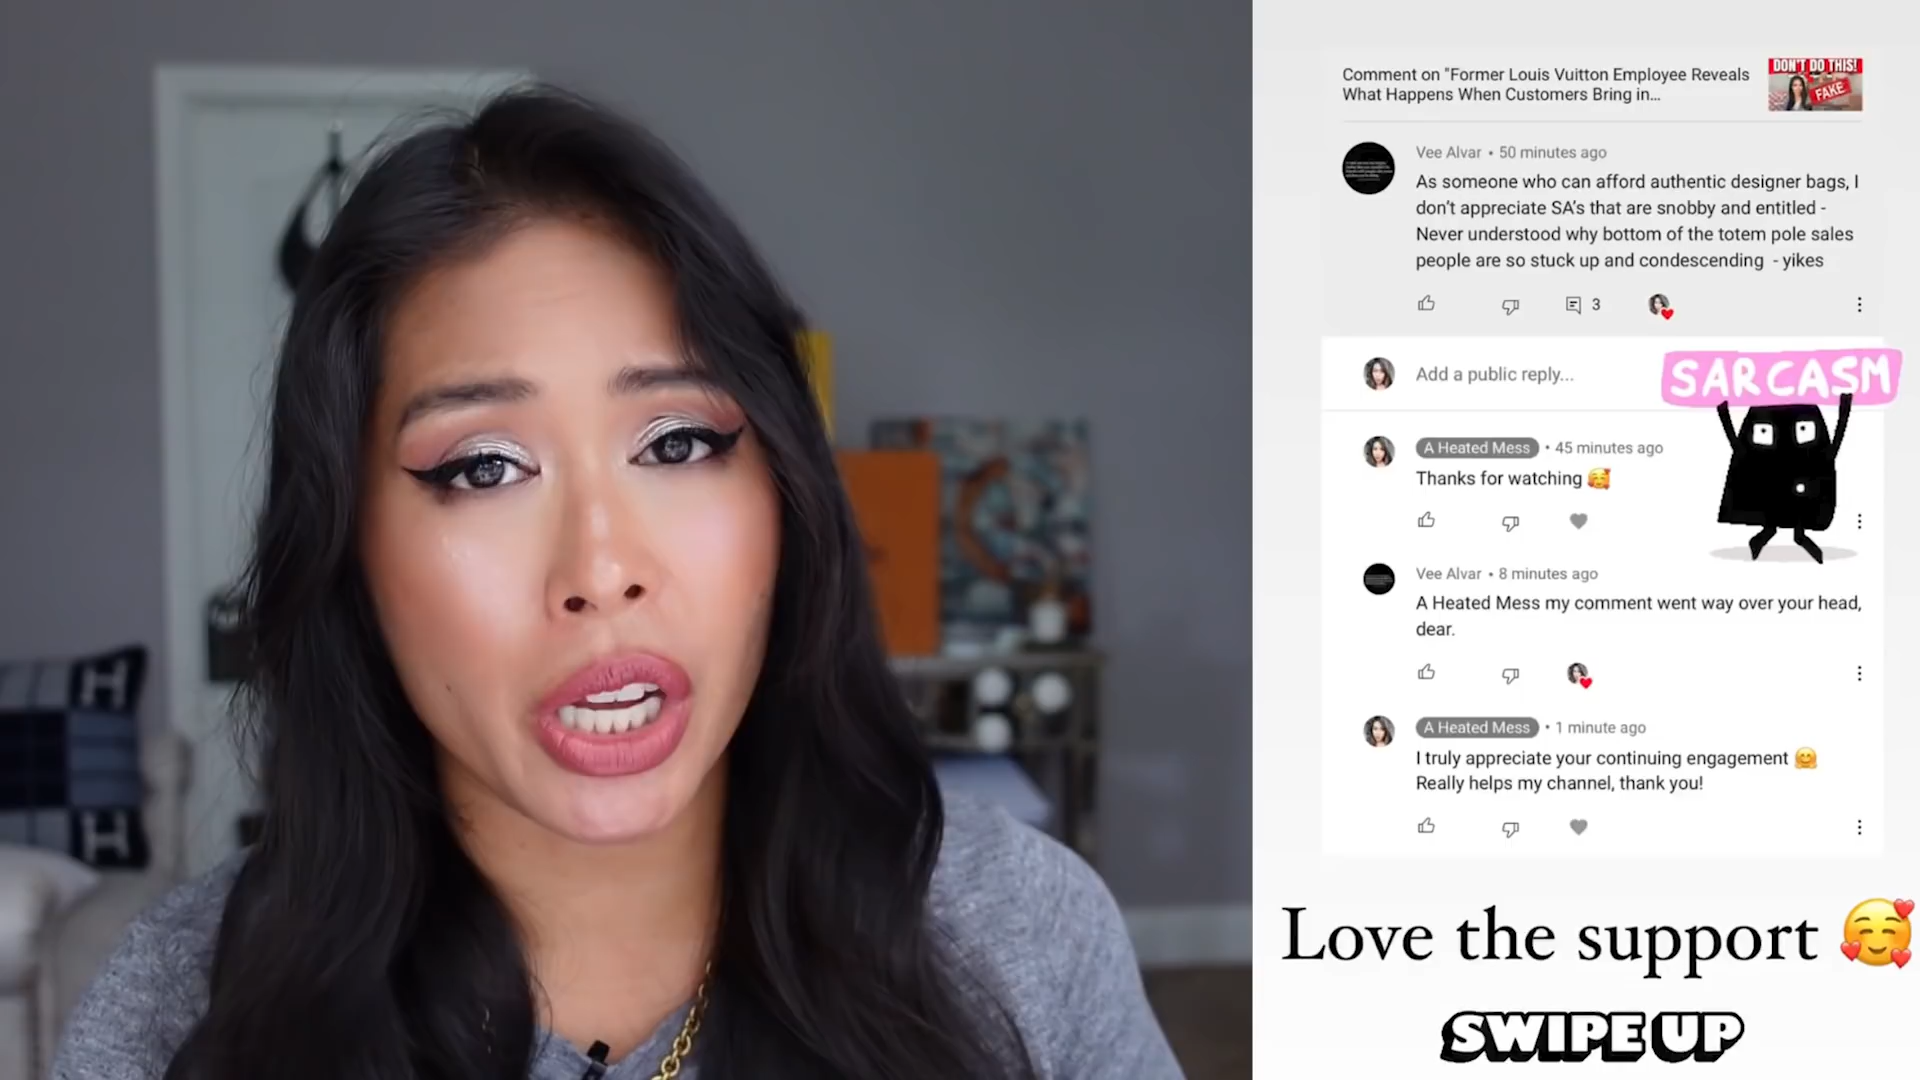 Comment on "Former Louis Vuitton Employee Reveals
What Happens When Customers Bring in...
DON'T DO THIS!
FAKE
Vee Alvar • 50 minutes ago
As someone who can afford authentic designer bags, I
don't appreciate SA's that are snobby and entitled -
Never understood why bottom of the totem pole sales
people are so stuck up and condescending - yikes
3
Add a public reply...
SARCASM
A Heated Mess • 45 minutes ago
Thanks for watching 🥰
Vee Alvar • 8 minutes ago
A Heated Mess my comment went way over your head,
dear.
A Heated Mess • 1 minute ago
I truly appreciate your continuing engagement 🤗
Really helps my channel, thank you!
Love the support 🥰
SWIPE UP
H
H